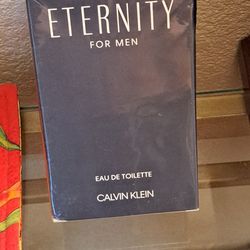 ETERNITY
FOR MEN
EAU DE TOILETTE
CALVIN KLEIN